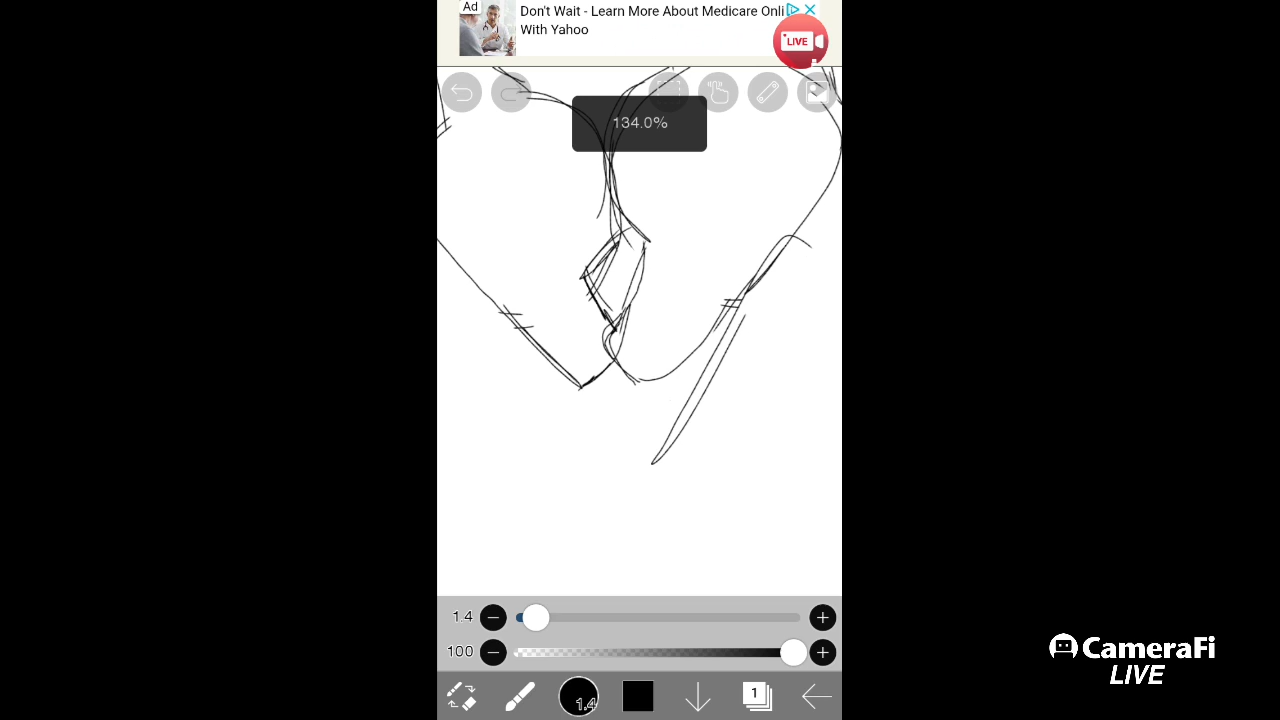 Ad
Don't Wait - Learn More About Medicare Onli
With Yahoo
LIVE
134.0%
1.4
100
1.4
1
CameraFi
LIVE